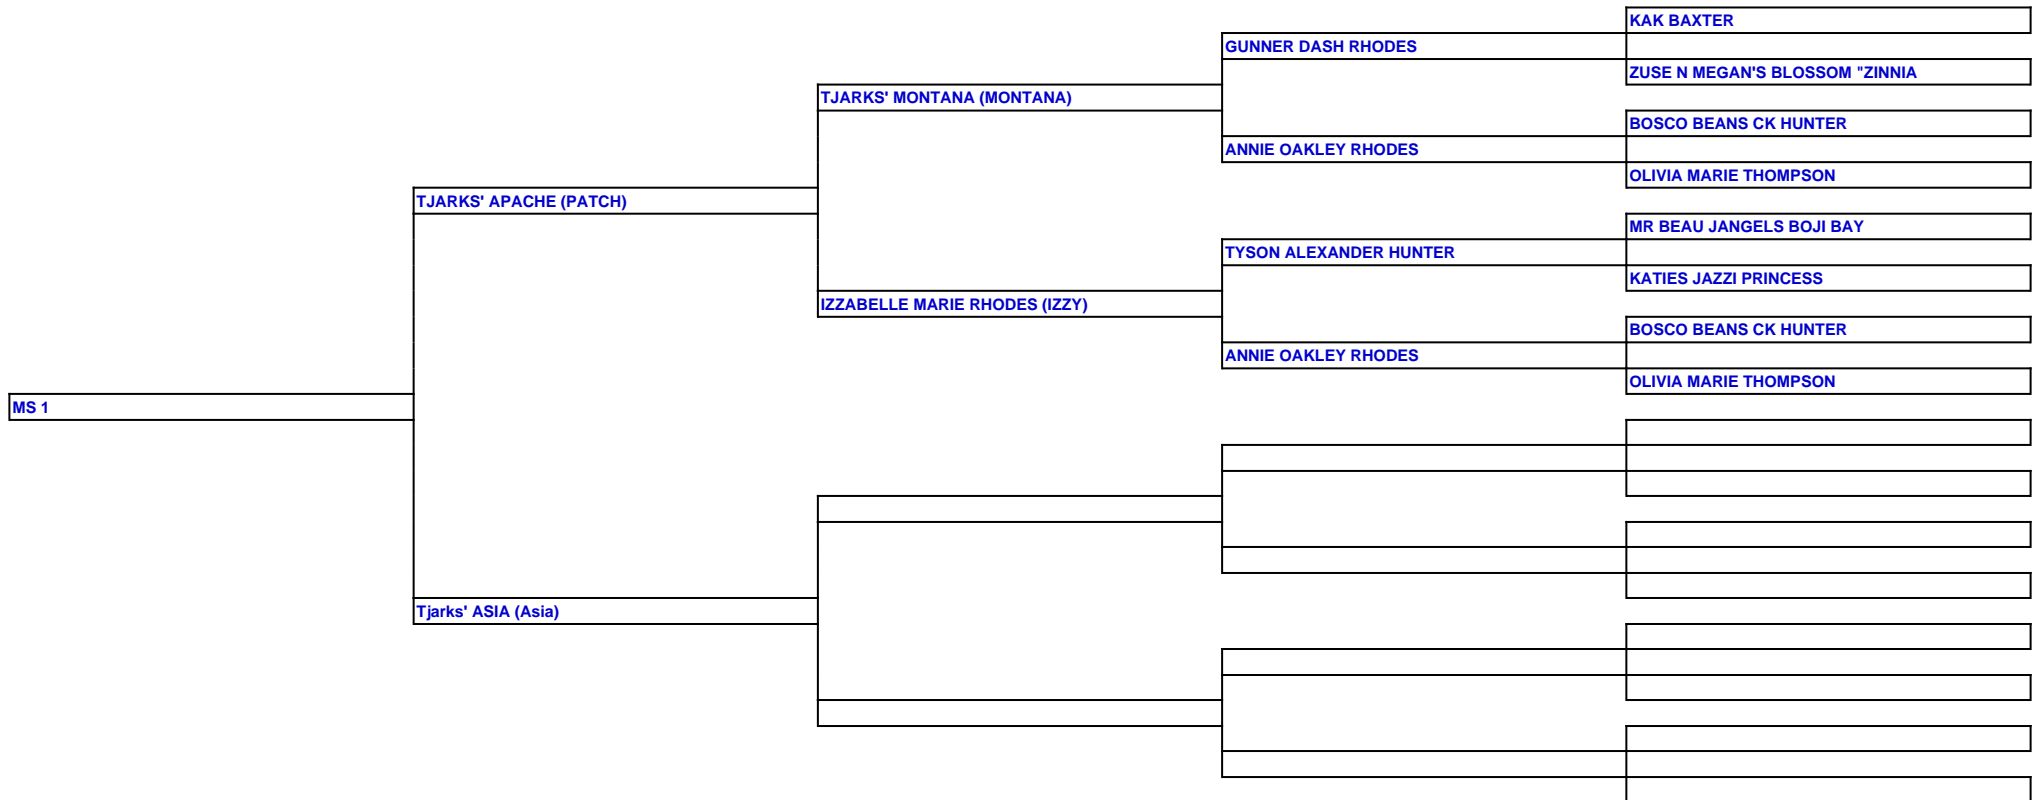 KAK BAXTER
GUNNER DASH RHODES
ZUSE N MEGAN'S BLOSSOM "ZINNIA
TJARKS' MONTANA (MONTANA)
BOSCO BEANS CK HUNTER
ANNIE OAKLEY RHODES
OLIVIA MARIE THOMPSON
TJARKS' APACHE (PATCH)
MR BEAU JANGELS BOJI BAY
TYSON ALEXANDER HUNTER
KATIES JAZZI PRINCESS
IZZABELLE MARIE RHODES (IZZY)
BOSCO BEANS CK HUNTER
ANNIE OAKLEY RHODES
OLIVIA MARIE THOMPSON
MS 1
Tjarks' ASIA (Asia)